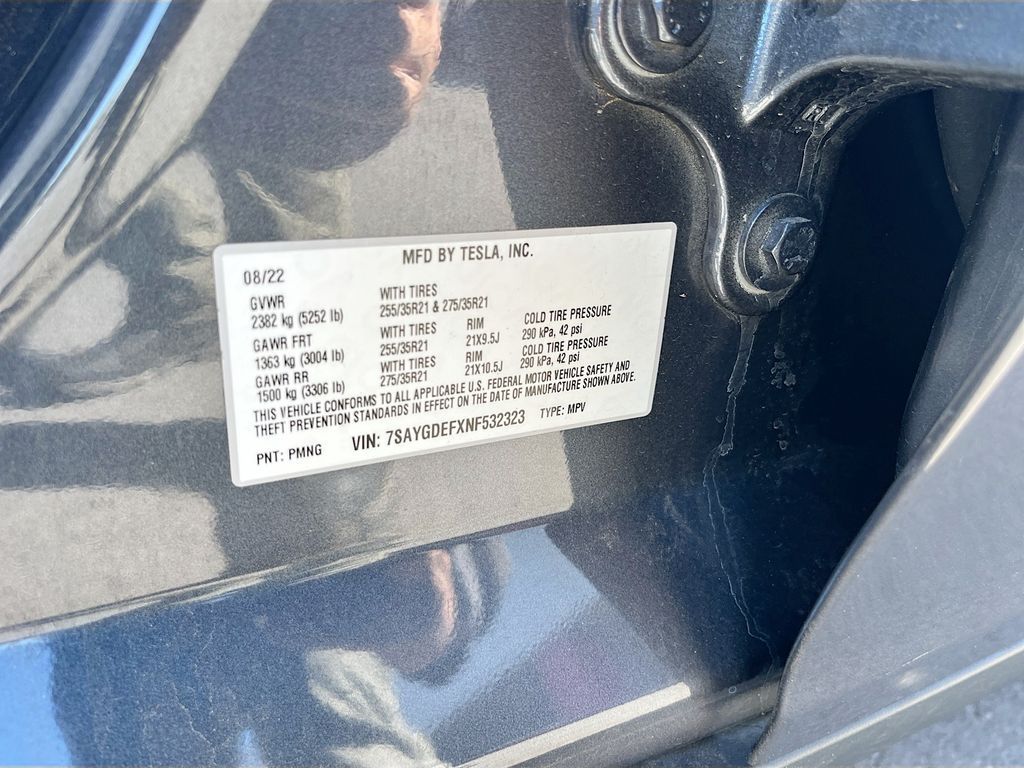 MFD BY TESLA, INC.
08/22
GVWR WITH TIRES
2382 kg (5252 lb) 255/35R21 & 275/35R21
GAWR FRT WITH TIRES RIM COLD TIRE PRESSURE
1363 kg (3004 lb) 255/35R21 21X9.5J 290 kPa, 42 psi
GAWR RR WITH TIRES RIM COLD TIRE PRESSURE
1500 kg (3306 lb) 275/35R21 21X10.5J 290 kPa, 42 psi
THIS VEHICLE CONFORMS TO ALL APPLICABLE U.S. FEDERAL MOTOR VEHICLE SAFETY AND
THEFT PREVENTION STANDARDS IN EFFECT ON THE DATE OF MANUFACTURE SHOWN ABOVE.
PNT: PMNG VIN: 7SAYGDEFXNF532323 TYPE: MPV